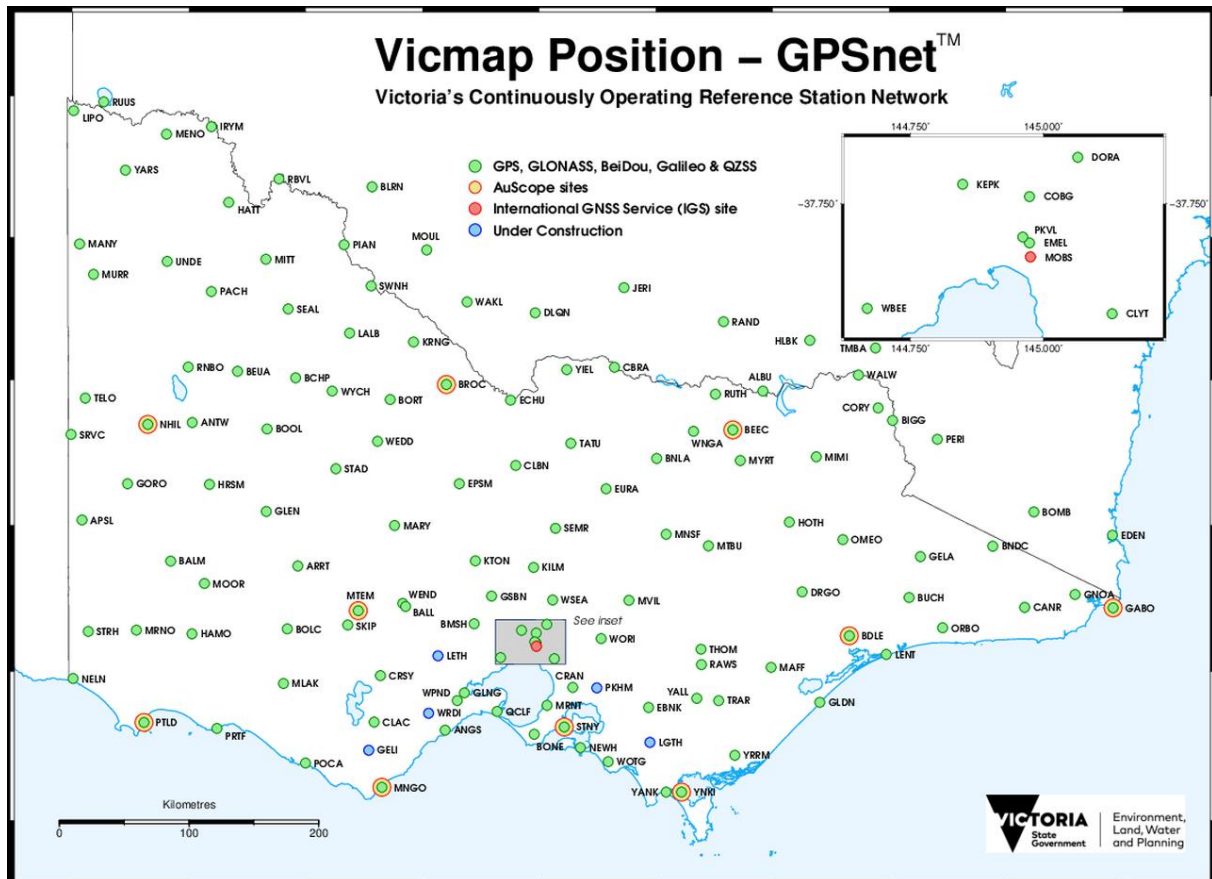 Vicmap Position – GPSnet™
Victoria's Continuously Operating Reference Station Network
GPS, GLONASS, BeiDou, Galileo & QZSS
AuScope sites
International GNSS Service (IGS) site
Under Construction
144.750°
145.000°
DORA
KEPK
COBG
−37.750°
−37.750°
PKVL
EMEL
MOBS
WBEE
CLYT
144.750°
145.000°
RUUS
LIPO
IRYM
MENO
YARS
RBVL
BLRN
HATT
MOUL
MANY
PIAN
UNDE
MITT
MURR
SWNH
JERI
PACH
WAKL
SEAL
DLQN
RAND
LALB
KRNG
HLBK
TMBA
RNBO
BEUA
YIEL
CBRA
WALW
BCHP
BROC
ALBU
WYCH
RUTH
TELO
BORT
ECHU
CORY
NHIL
ANTW
BIGG
BOOL
BEEC
SRVC
WEDD
WNGA
PERI
TATU
BNLA
MYRT
MIMI
STAD
CLBN
GORO
HRSM
EPSM
EURA
GLEN
BOMB
APSL
MARY
SEMR
HOTH
MNSF
EDEN
OMEO
MTBU
BNDC
GELA
BALM
ARRT
KTON
KILM
MOOR
DRGO
MTEM
WEND
GSBN
WSEA
MVIL
BUCH
GNOA
BALL
CANR
GABO
SKIP
BMSH
See inset
STRH
MRNO
HAMO
BOLC
WORI
BDLE
ORBO
THOM
LETH
LENT
RAWS
MAFF
NELN
CRSY
CRAN
MLAK
PKHM
WPND
GLNG
YALL
TRAR
GLDN
MRNT
EBNK
WRDI
QCLF
PTLD
CLAC
STNY
PRTF
ANGS
BONE
NEWH
LGTH
GELI
YRRM
WOTG
POCA
MNGO
YANK
YNKI
Kilometres
0
100
200
VICTORIA
State
Government
Environment,
Land, Water
and Planning